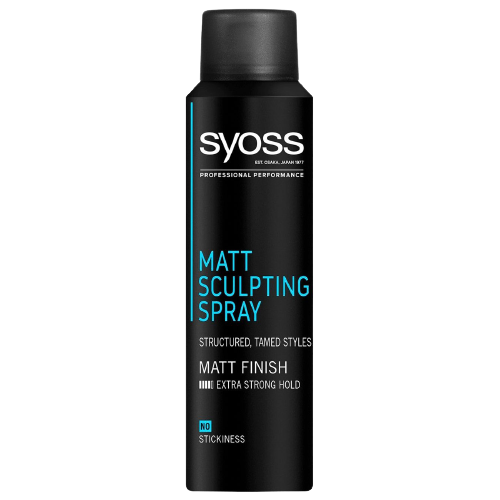 syoss
EST. OSAKA, JAPAN 1977
PROFESSIONAL PERFORMANCE
MATT
SCULPTING
SPRAY
STRUCTURED, TAMED STYLES
MATT FINISH
EXTRA STRONG HOLD
NO
STICKINESS